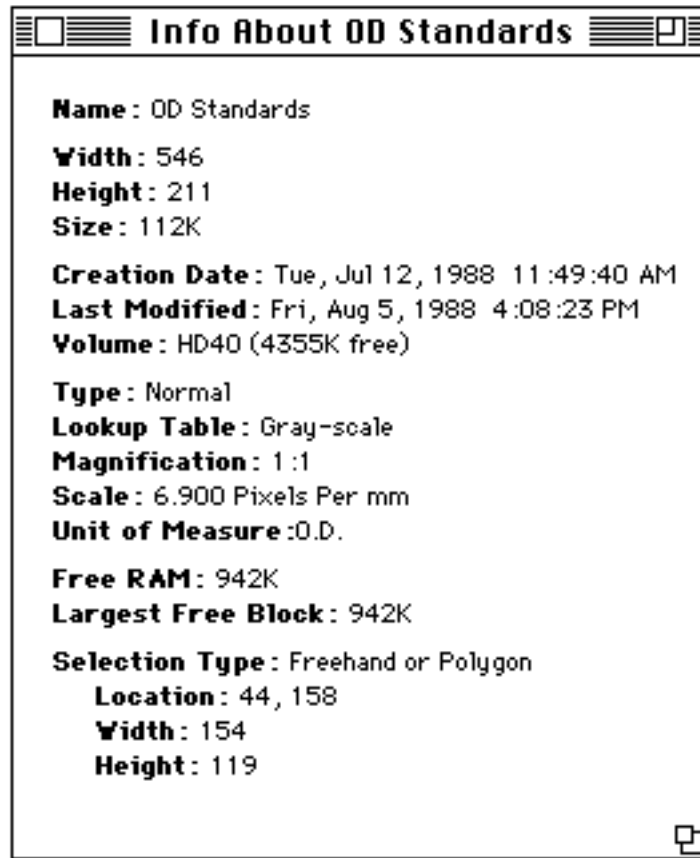 Info About OD Standards
Name: OD Standards
Width: 546
Height: 211
Size: 112K
Creation Date: Tue, Jul 12, 1988 11:49:40 AM
Last Modified: Fri, Aug 5, 1988 4:08:23 PM
Volume: HD40 (4355K free)
Type: Normal
Lookup Table: Gray-scale
Magnification: 1:1
Scale: 6.900 Pixels Per mm
Unit of Measure:O.D.
Free RAM: 942K
Largest Free Block: 942K
Selection Type: Freehand or Polygon
Location: 44, 158
Width: 154
Height: 119